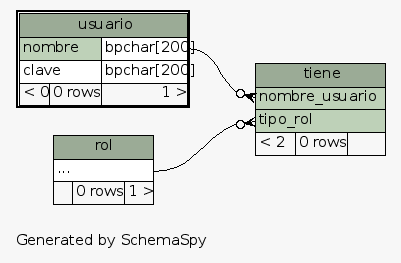 usuario
nombre bpchar[200]
clave bpchar[200]
< 0 0 rows 1 >
tiene
nombre_usuario
tipo_rol
< 2 0 rows
rol
...
0 rows 1 >
Generated by SchemaSpy